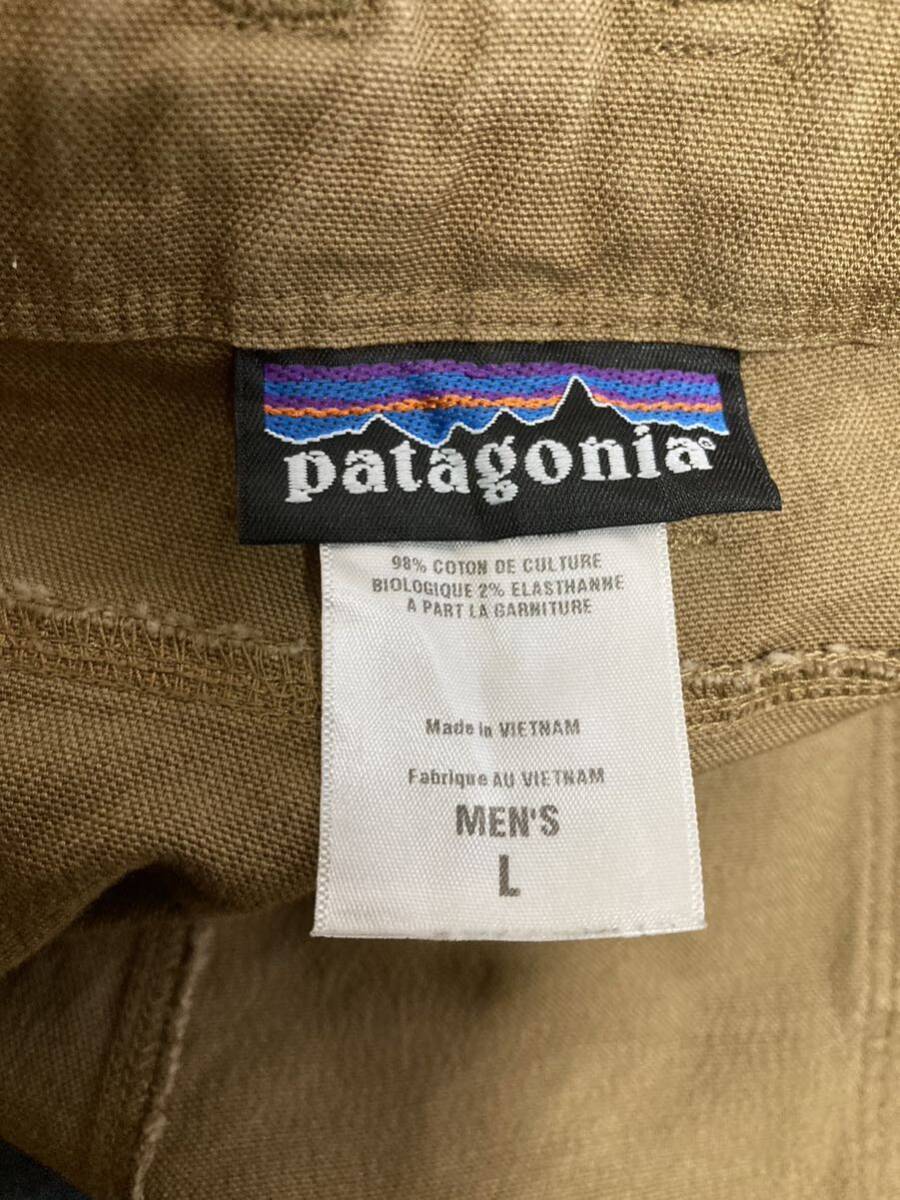 patagonia®
98% COTON DE CULTURE
BIOLOGIQUE 2% ELASTHANNE
A PART LA GARNITURE
Made in VIETNAM
Fabrique AU VIETNAM
MEN'S
L